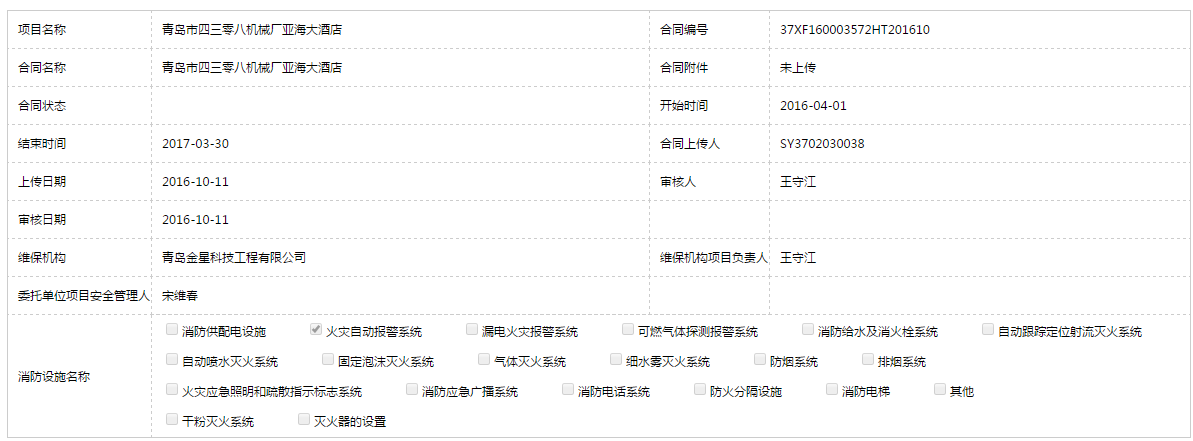 项目名称 青岛市四三零八机械厂亚海大酒店 合同编号 37XF160003572HT201610
合同名称 青岛市四三零八机械厂亚海大酒店 合同附件 未上传
合同状态 开始时间 2016-04-01
结束时间 2017-03-30 合同上传人 SY3702030038
上传日期 2016-10-11 审核人 王守江
审核日期 2016-10-11
维保机构 青岛金星科技工程有限公司 维保机构项目负责人 王守江
委托单位项目安全管理人 宋维春
消防设施名称
消防供配电设施 火灾自动报警系统 漏电火灾报警系统 可燃气体探测报警系统 消防给水及消火栓系统 自动跟踪定位射流灭火系统
自动喷水灭火系统 固定泡沫灭火系统 气体灭火系统 细水雾灭火系统 防烟系统 排烟系统
火灾应急照明和疏散指示标志系统 消防应急广播系统 消防电话系统 防火分隔设施 消防电梯 其他
干粉灭火系统 灭火器的设置